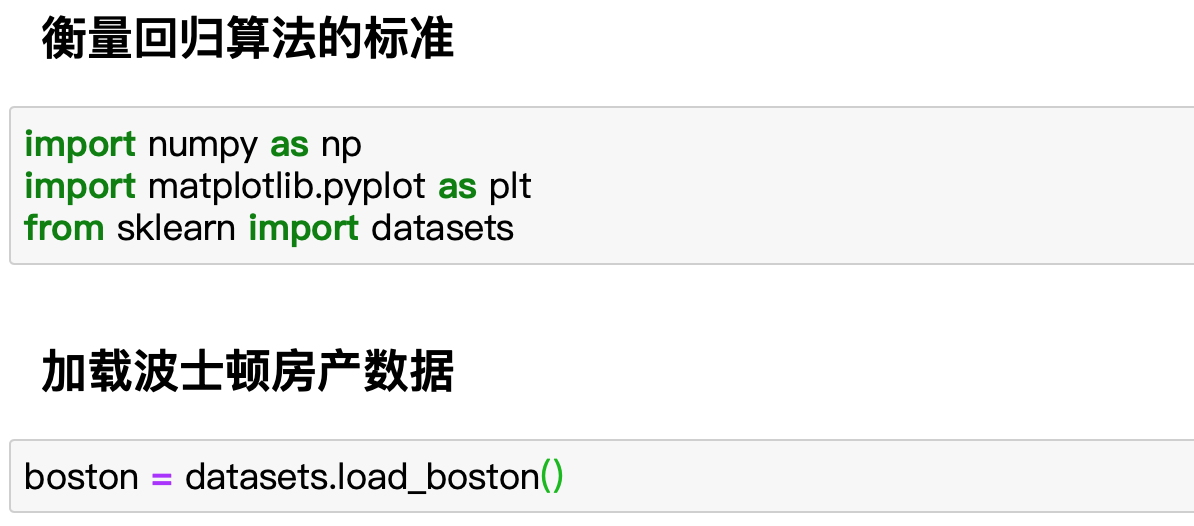 衡量回归算法的标准
import numpy as np
import matplotlib.pyplot as plt
from sklearn import datasets
加载波士顿房产数据
boston = datasets.load_boston()